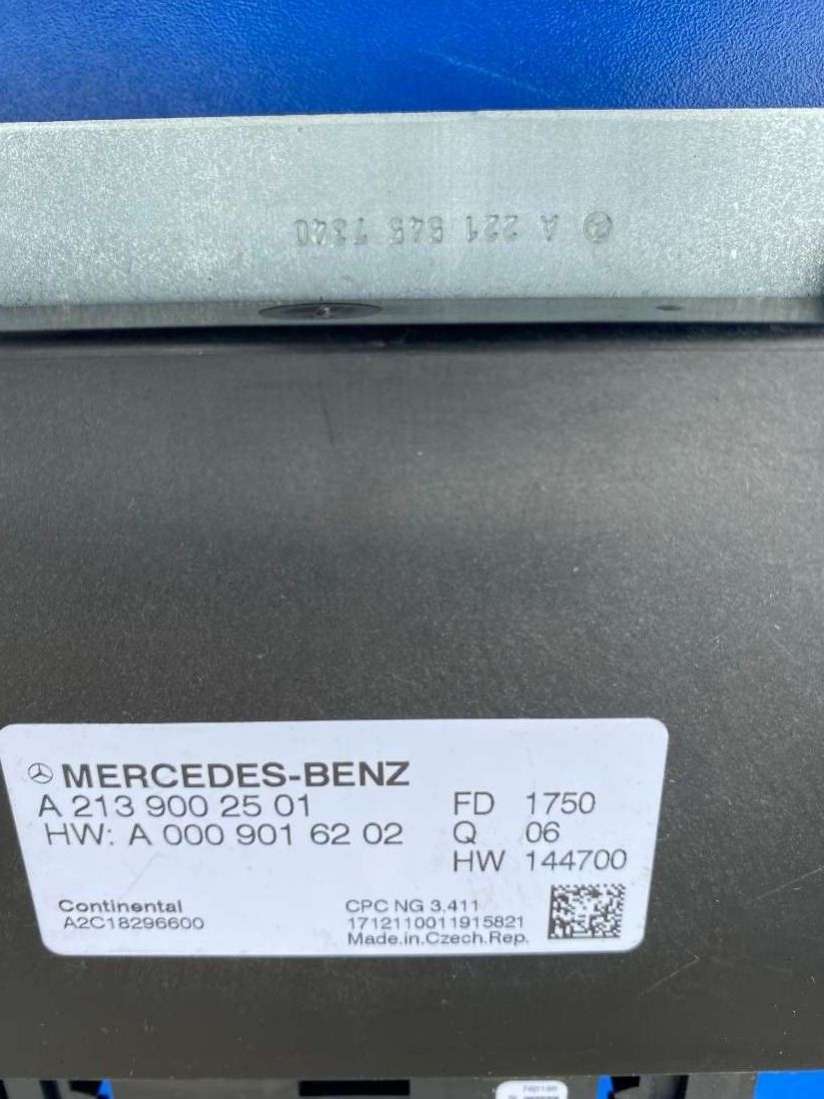 A 221 545 7340
MERCEDES-BENZ
A 213 900 25 01
HW: A 000 901 62 02
FD 1750
Q 06
HW 144700
Continental
A2C18296600
CPC NG 3.411
1712110011915821
Made.in.Czech.Rep.